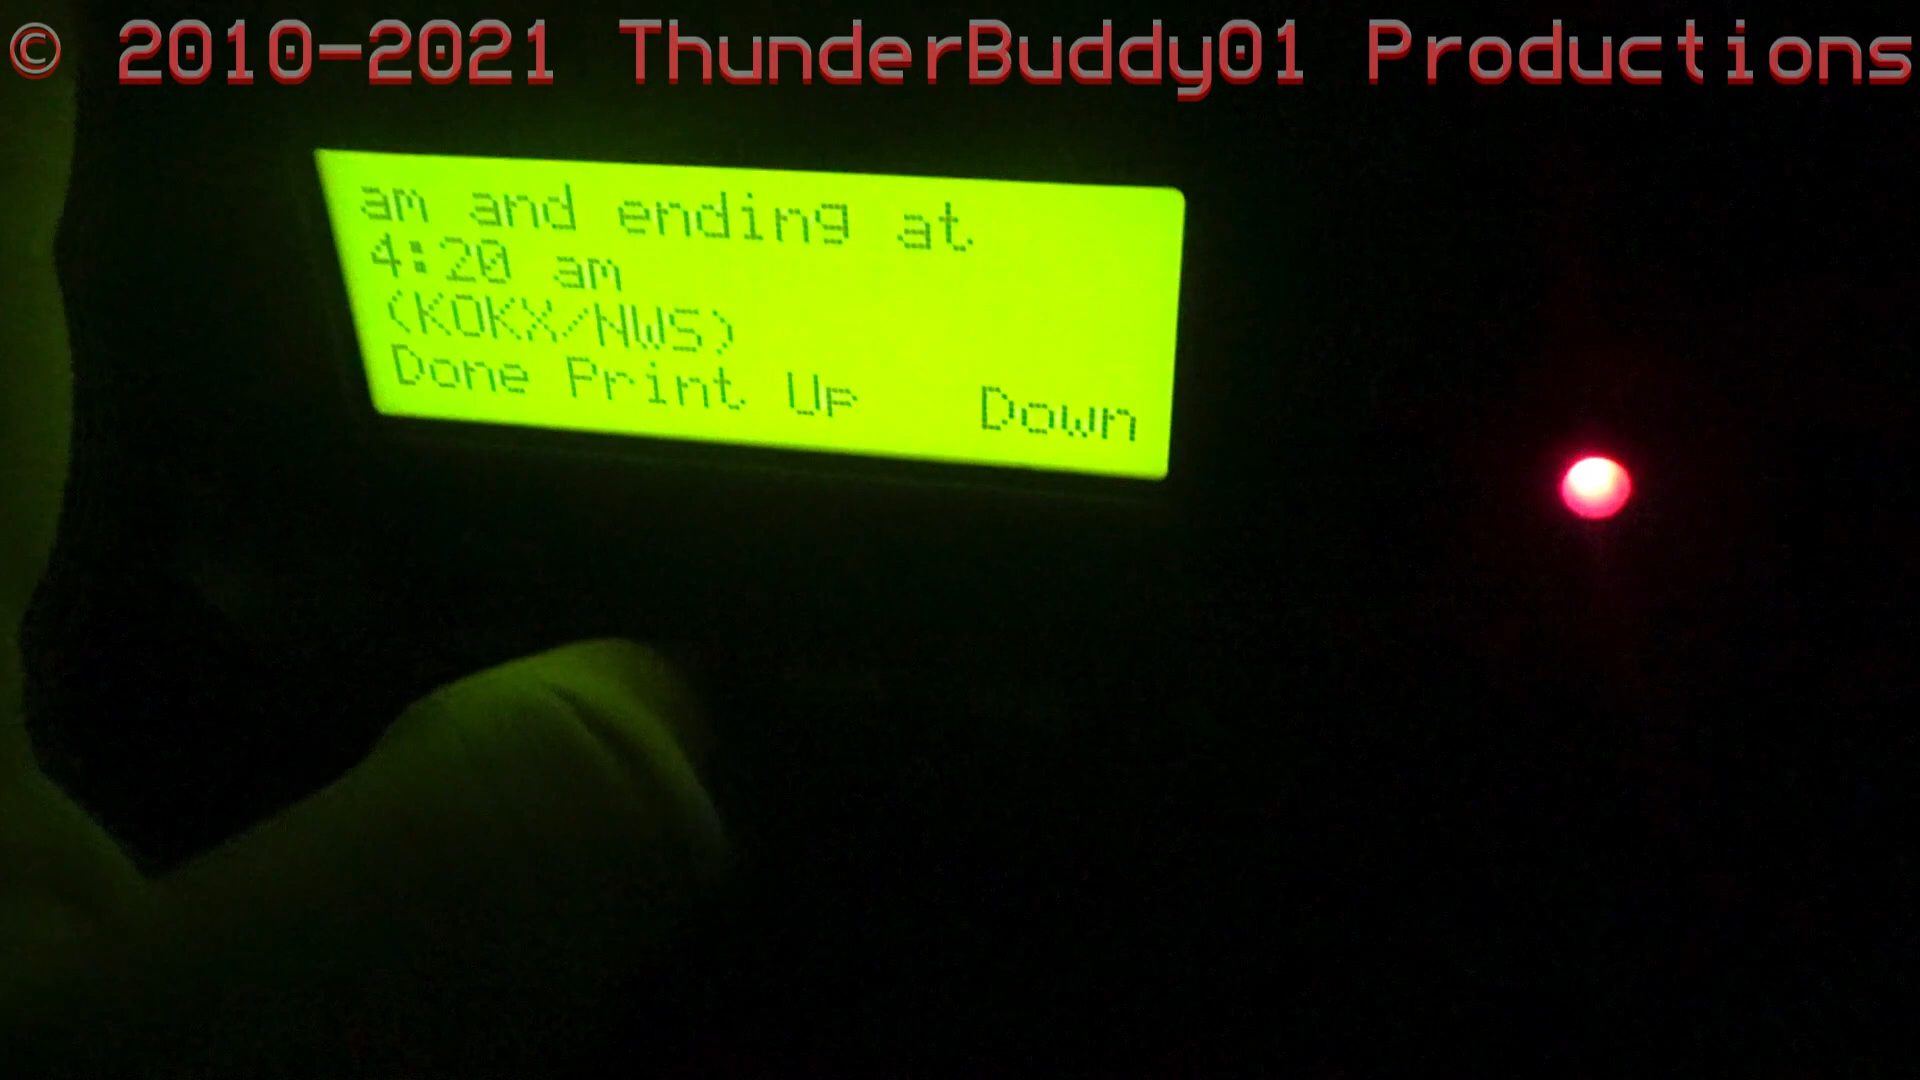 © 2010-2021 ThunderBuddy01 Productions
am and ending at
4:20 am
(KOKX/NWS)
Done Print Up Down